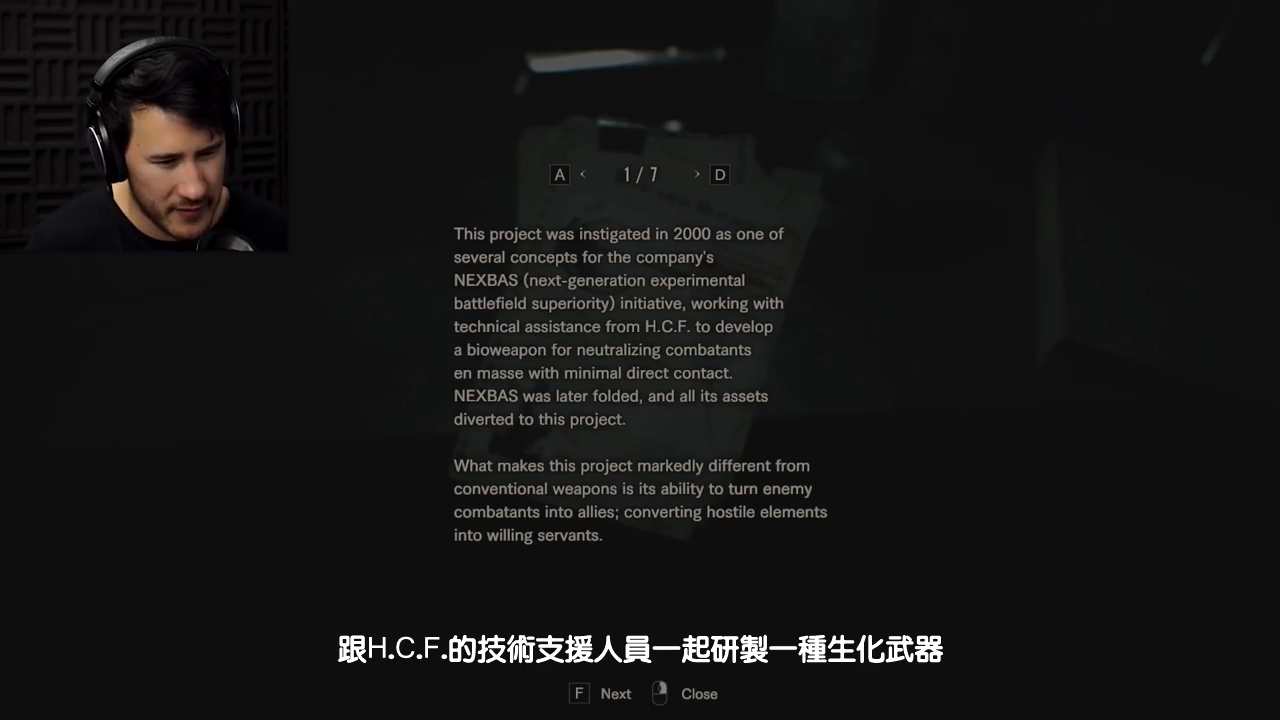 A < 1/7 > D
This project was instigated in 2000 as one of
several concepts for the company's
NEXBAS (next-generation experimental
battlefield superiority) initiative, working with
technical assistance from H.C.F. to develop
a bioweapon for neutralizing combatants
en masse with minimal direct contact.
NEXBAS was later folded, and all its assets
diverted to this project.
What makes this project markedly different from
conventional weapons is its ability to turn enemy
combatants into allies; converting hostile elements
into willing servants.
跟H.C.F.的技術支援人員一起研製一種生化武器
F Next Close